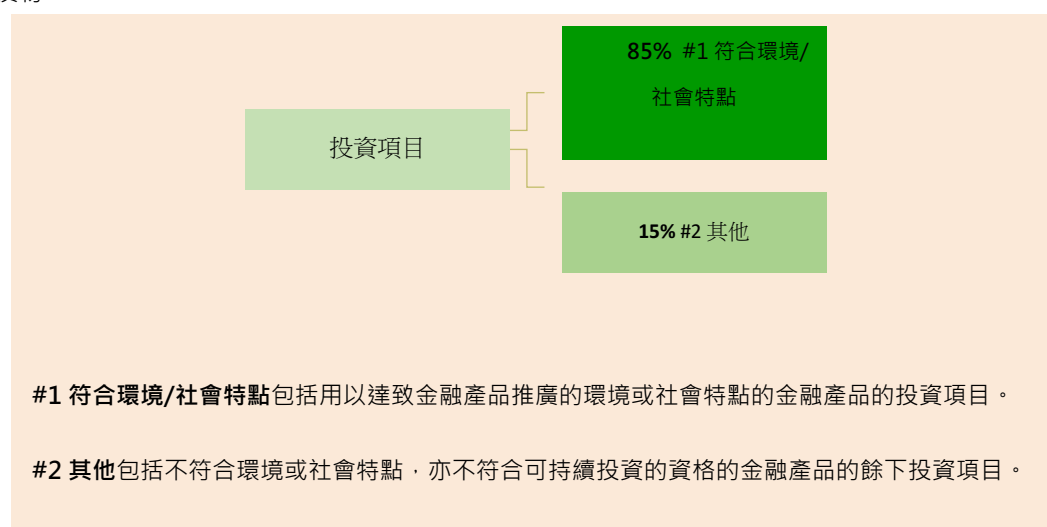 85% #1 符合環境/
社會特點
投資項目
15% #2 其他
#1 符合環境/社會特點包括用以達致金融產品推廣的環境或社會特點的金融產品的投資項目。
#2 其他包括不符合環境或社會特點，亦不符合可持續投資的資格的金融產品的餘下投資項目。